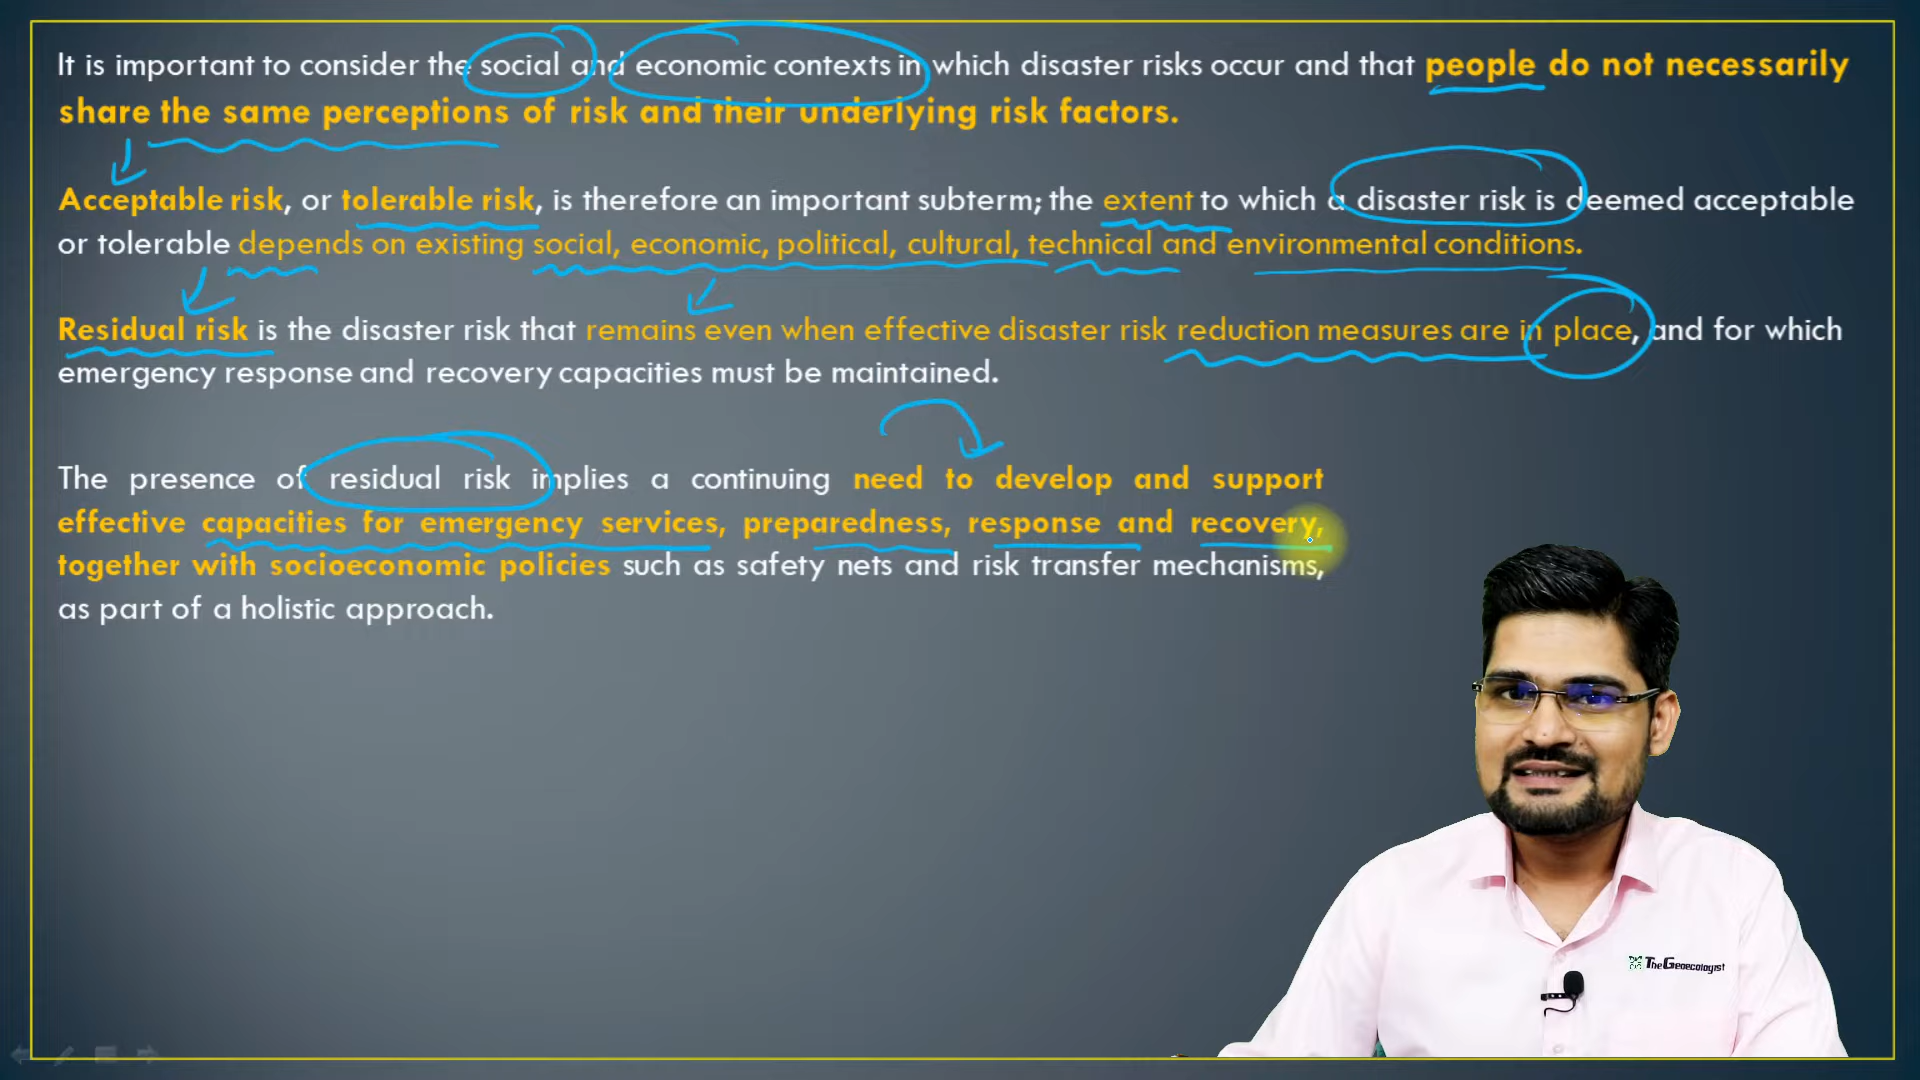 It is important to consider the social and economic contexts in which disaster risks occur and that people do not necessarily
share the same perceptions of risk and their underlying risk factors.
Acceptable risk, or tolerable risk, is therefore an important subterm; the extent to which a disaster risk is deemed acceptable
or tolerable depends on existing social, economic, political, cultural, technical and environmental conditions.
Residual risk is the disaster risk that remains even when effective disaster risk reduction measures are in place, and for which
emergency response and recovery capacities must be maintained.
The presence of residual risk implies a continuing need to develop and support
effective capacities for emergency services, preparedness, response and recovery,
together with socioeconomic policies such as safety nets and risk transfer mechanisms,
as part of a holistic approach.
The Geoecologist